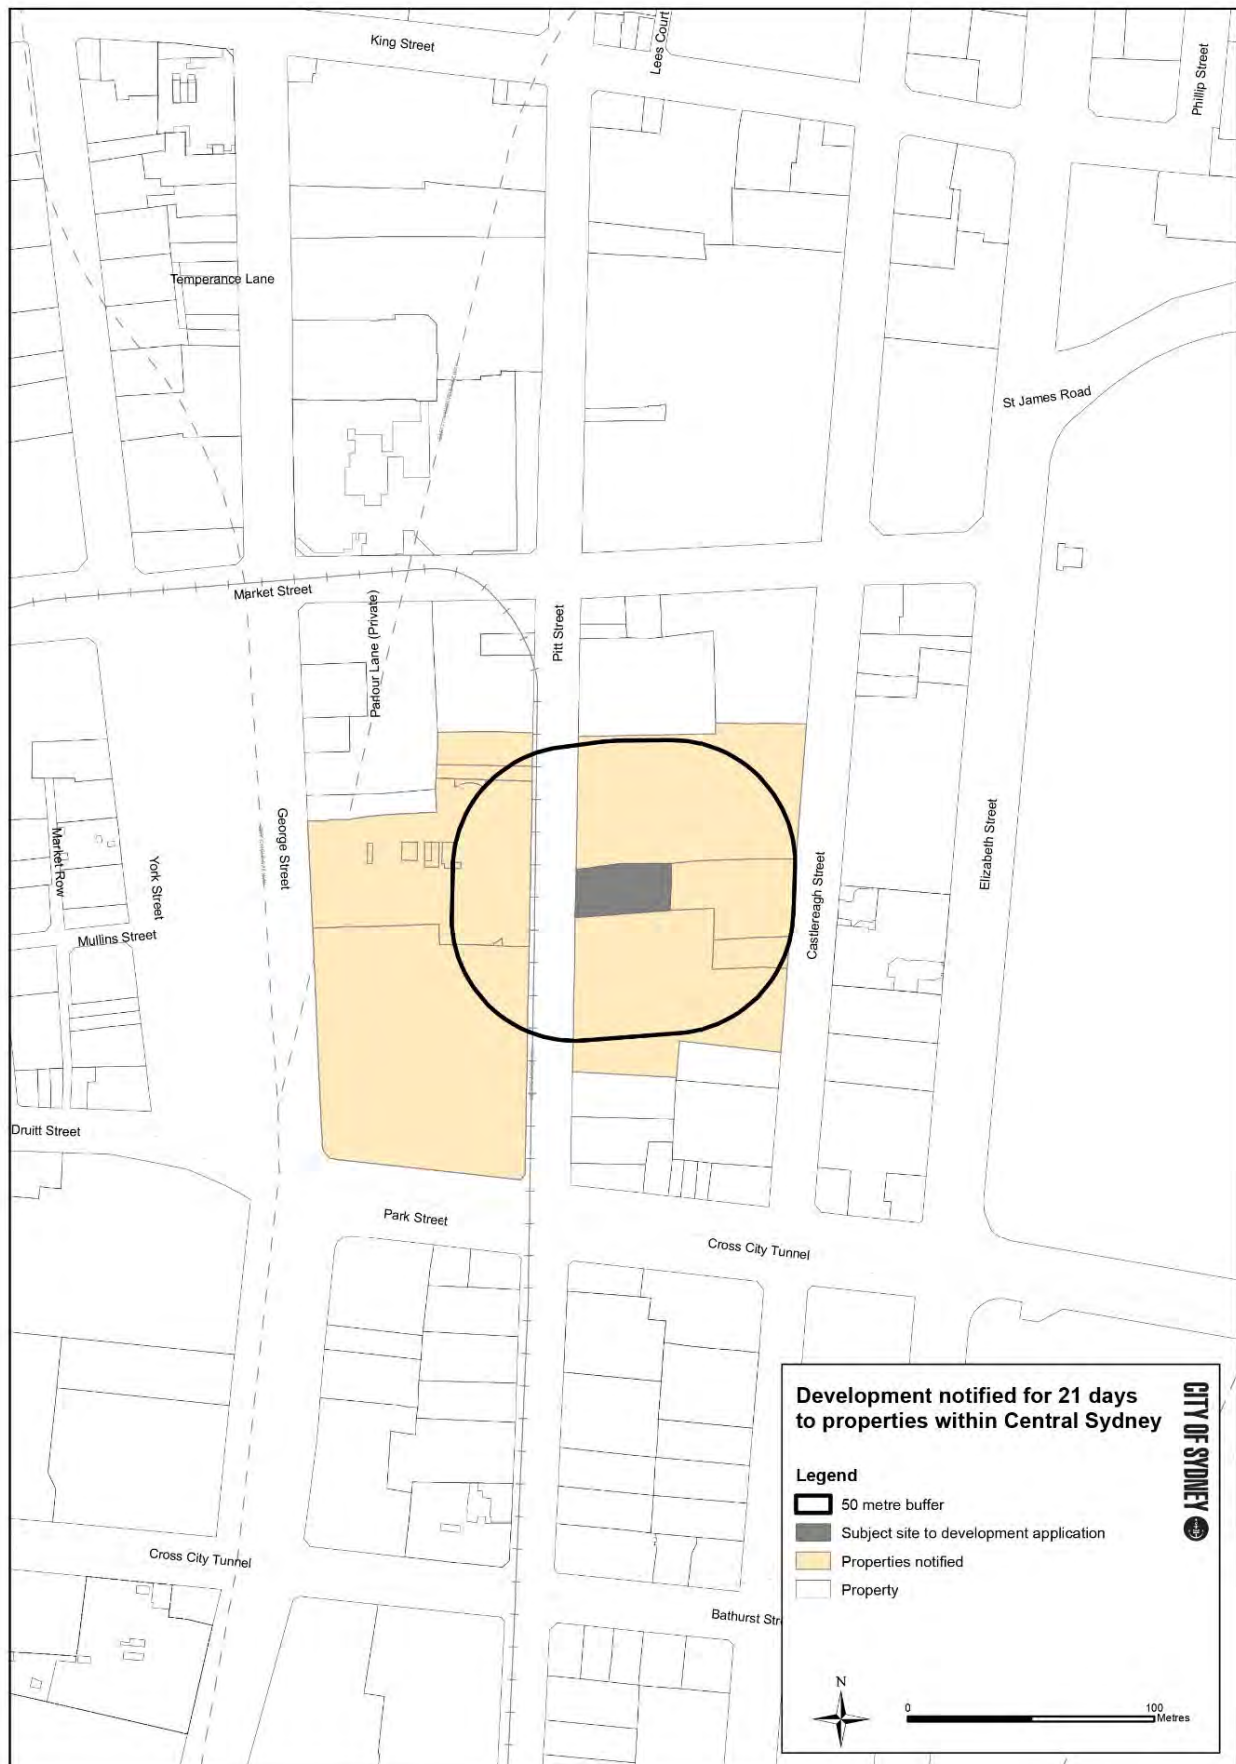 King Street
Lees Court
Phillip Street
Temperance Lane
St James Road
Market Street
Parlour Lane (Private)
Pitt Street
George Street
Market Row
York Street
Mullins Street
Castlereagh Street
Elizabeth Street
Druitt Street
Park Street
Cross City Tunnel
Cross City Tunnel
Bathurst Str
Development notified for 21 days
to properties within Central Sydney
CITY OF SYDNEY
Legend
50 metre buffer
Subject site to development application
Properties notified
Property
N
0 100
Metres